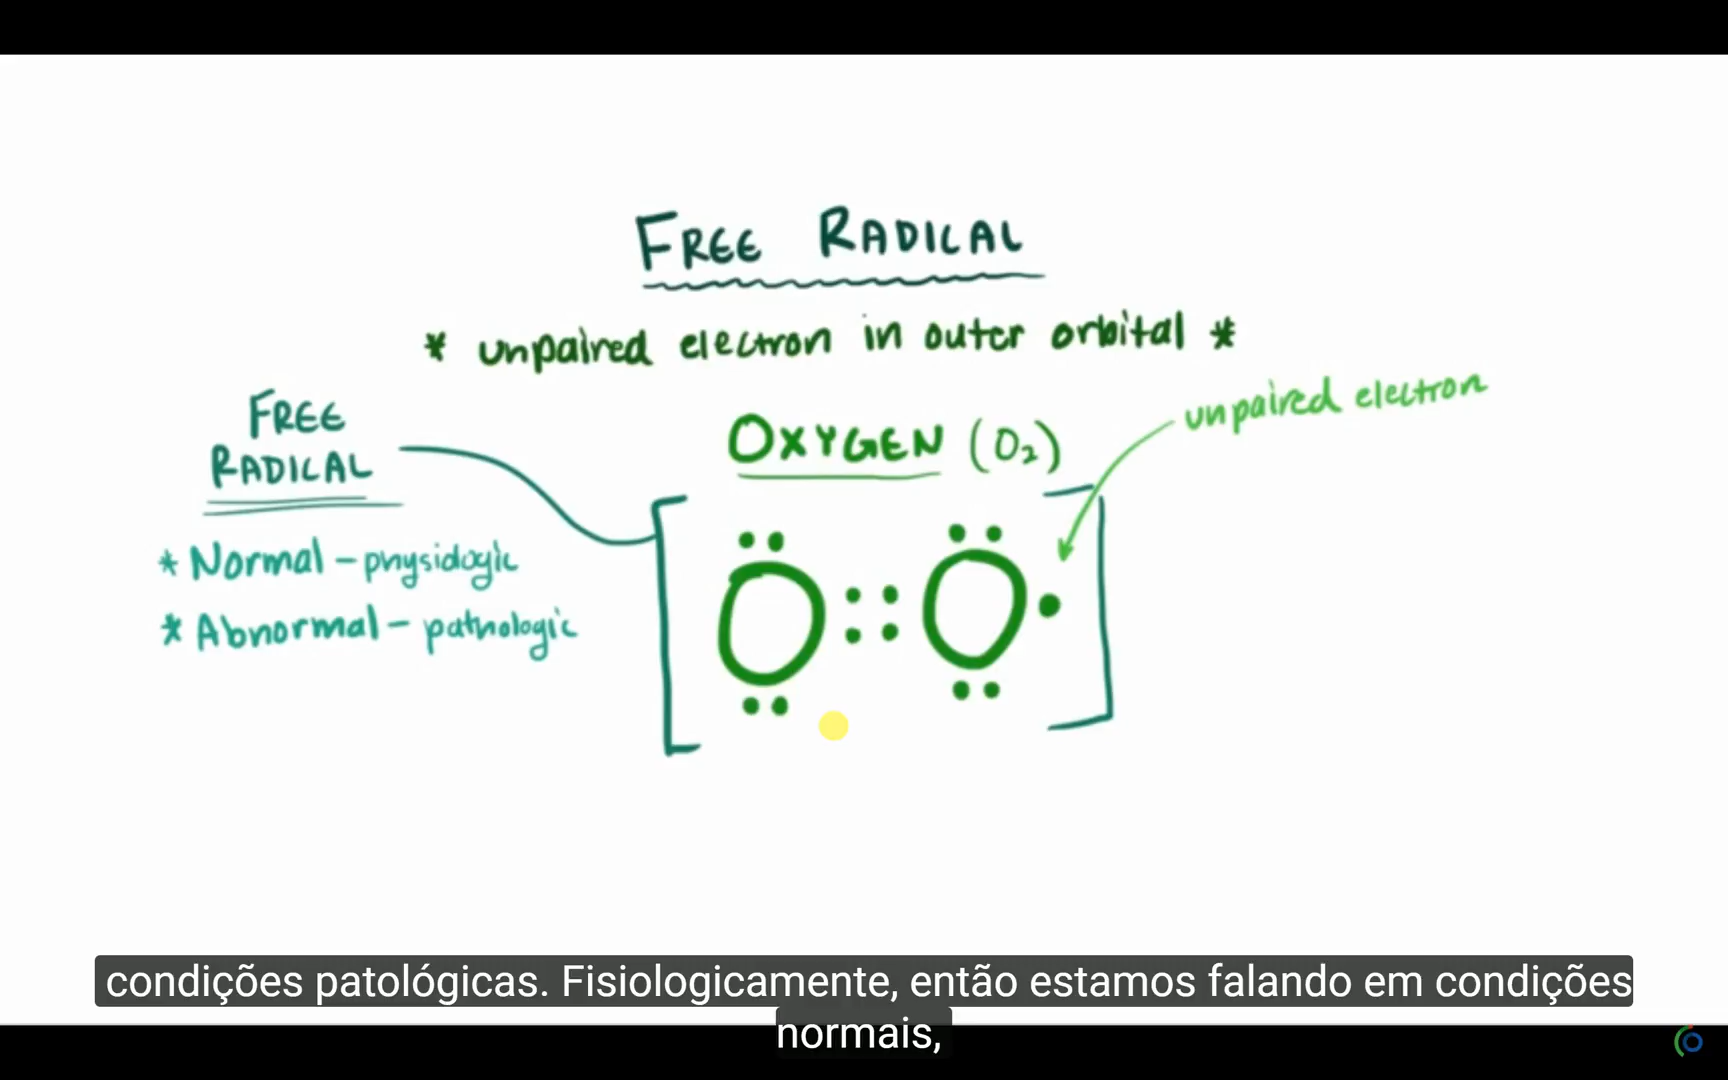 FREE RADICAL
* unpaired electron in outer orbital *
unpaired electron
FREE
RADICAL
OXYGEN (O₂)
* Normal - physiologic
* Abnormal - pathologic
O :: O •
condições patológicas. Fisiologicamente, então estamos falando em condições
normais,